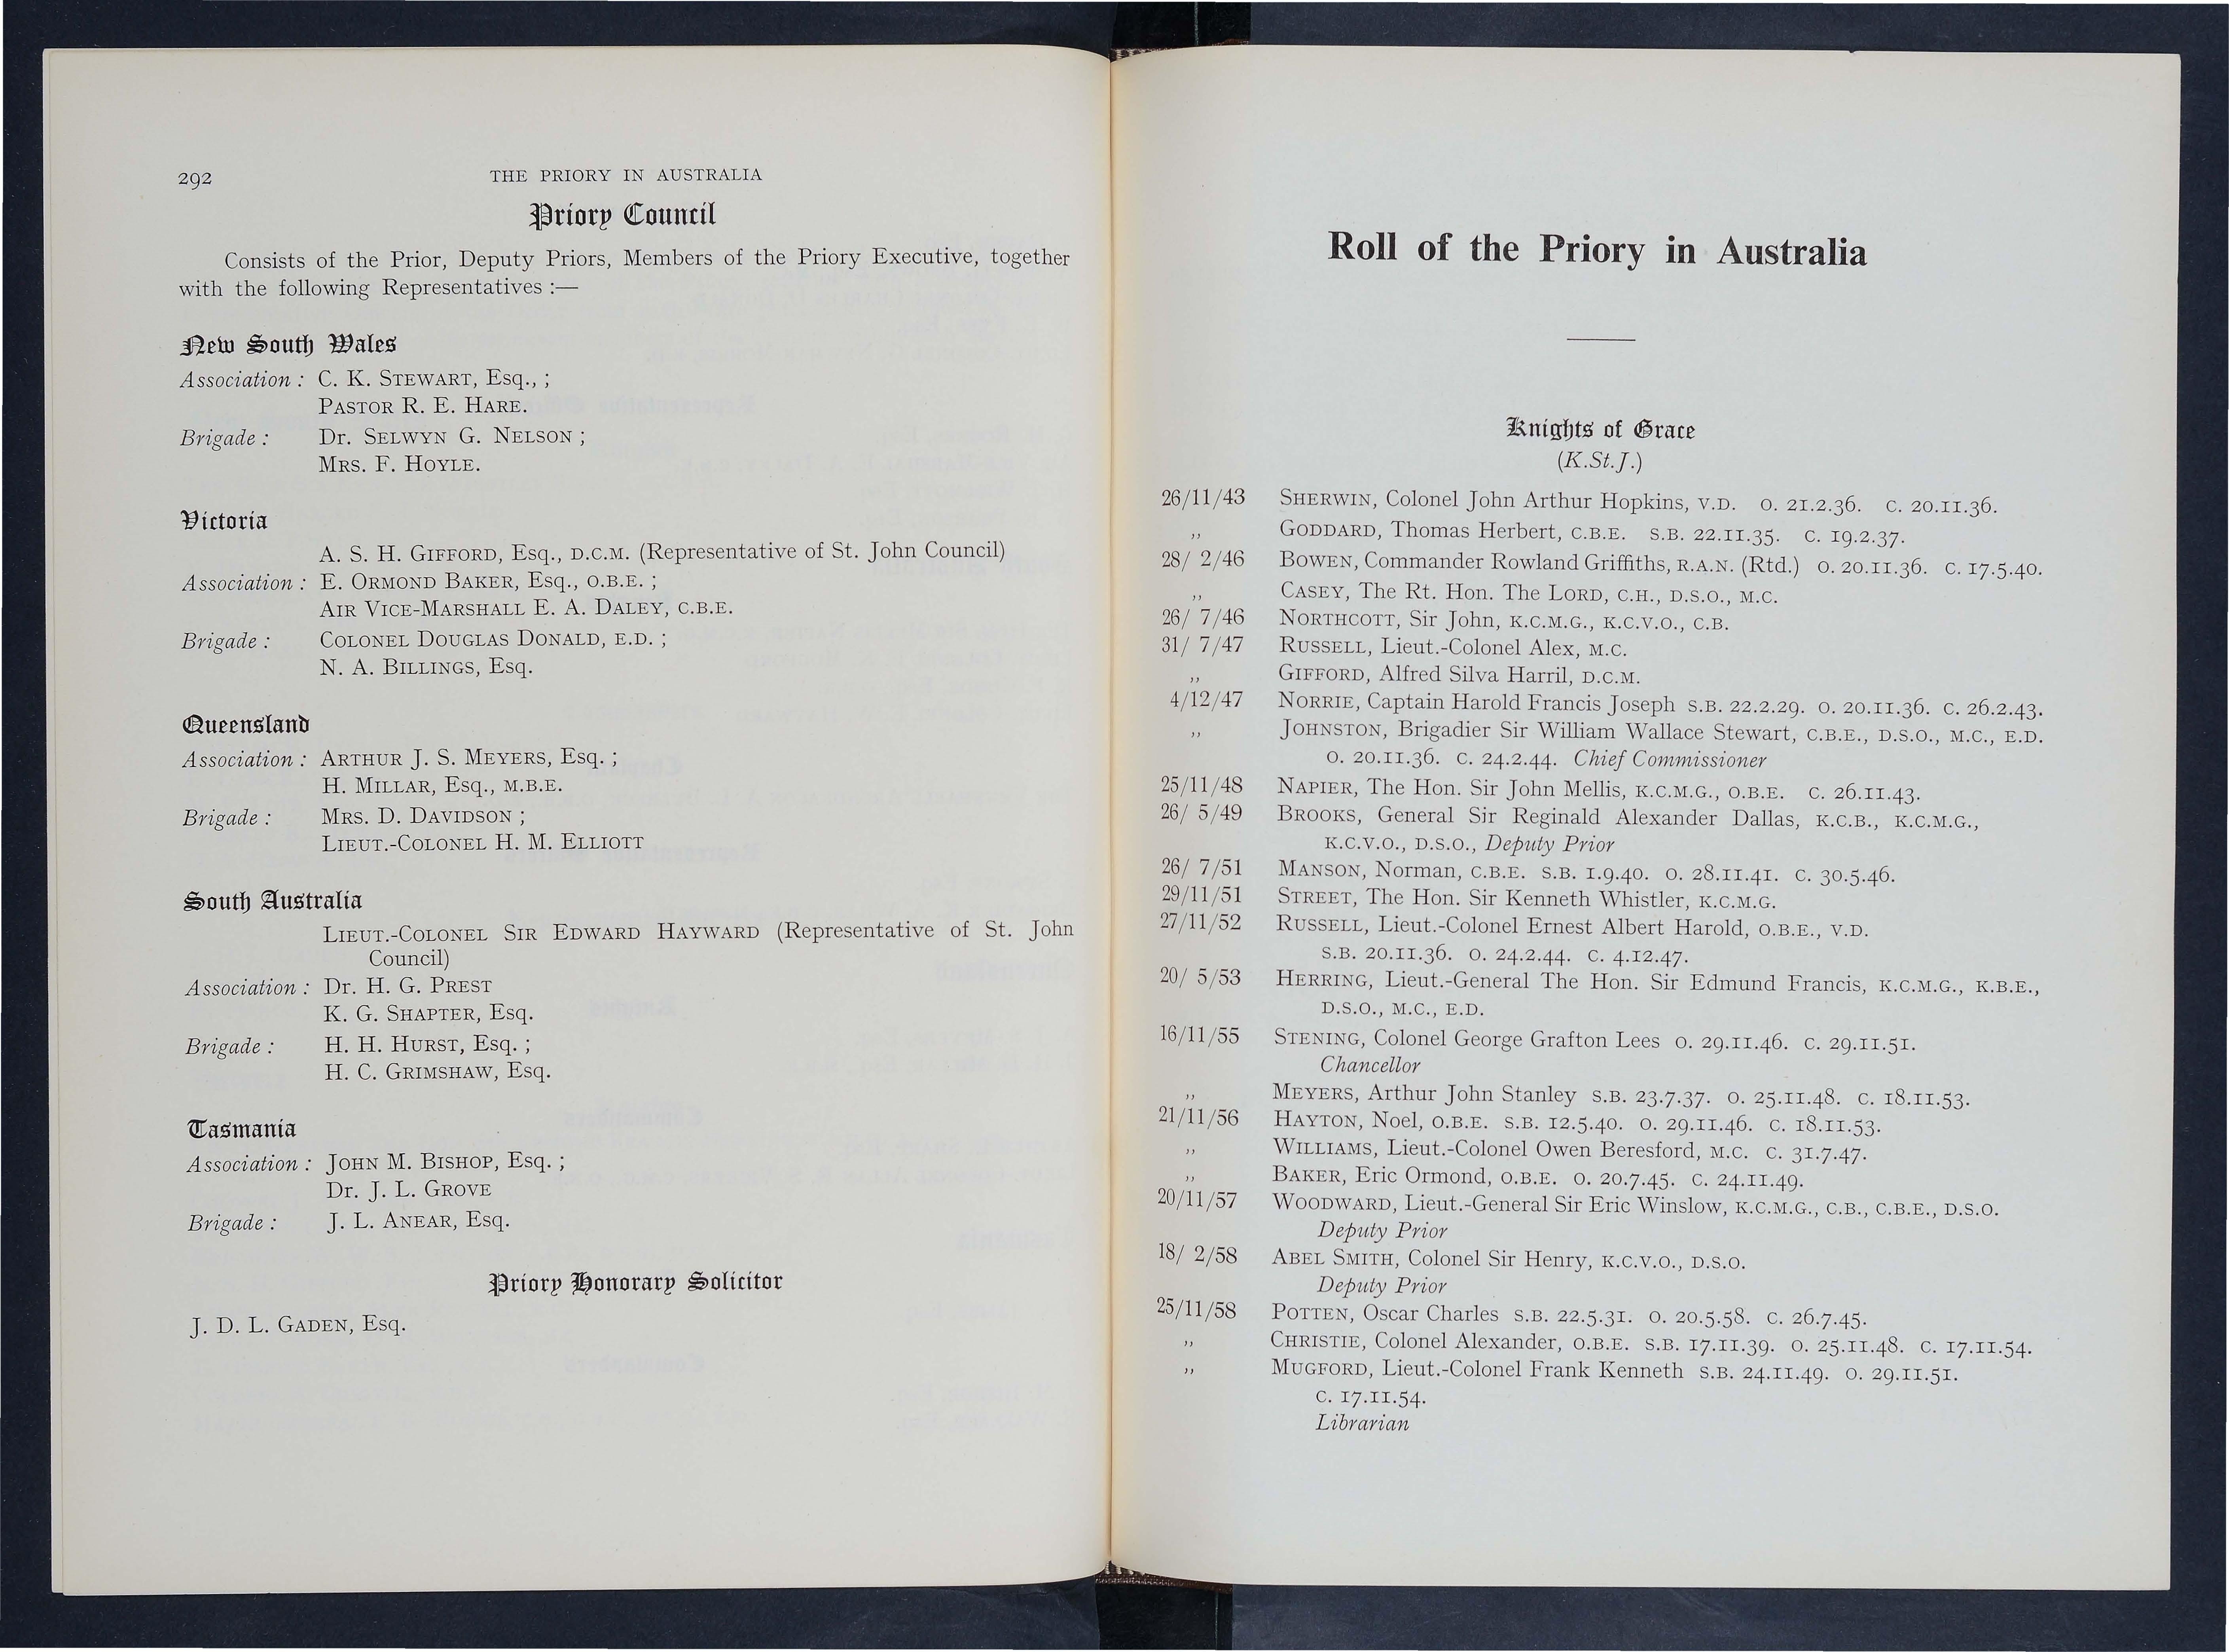 292
THE PRIORY IN AUSTRALIA
Priory Council
Consists of the Prior, Deputy Priors, Members of the Priory Executive, together
with the following Representatives :—
New South Wales
Association : C. K. STEWART, Esq., ;
PASTOR R. E. HARE.
Brigade : Dr. SELWYN G. NELSON ;
MRS. F. HOYLE.
Victoria
A. S. H. GIFFORD, Esq., D.C.M. (Representative of St. John Council)
Association : E. ORMOND BAKER, Esq., O.B.E. ;
AIR VICE-MARSHALL E. A. DALEY, C.B.E.
Brigade : COLONEL DOUGLAS DONALD, E.D. ;
N. A. BILLINGS, Esq.
Queensland
Association : ARTHUR J. S. MEYERS, Esq. ;
H. MILLAR, Esq., M.B.E.
Brigade : MRS. D. DAVIDSON ;
LIEUT.-COLONEL H. M. ELLIOTT
South Australia
LIEUT.-COLONEL SIR EDWARD HAYWARD (Representative of St. John
Council)
Association : Dr. H. G. PREST
K. G. SHAPTER, Esq.
Brigade : H. H. HURST, Esq. ;
H. C. GRIMSHAW, Esq.
Tasmania
Association : JOHN M. BISHOP, Esq. ;
Dr. J. L. GROVE
Brigade : J. L. ANEAR, Esq.
Priory Honorary Solicitor
J. D. L. GADEN, Esq.
Roll of the Priory in Australia
Knights of Grace
(K.St.J.)
26/11/43 SHERWIN, Colonel John Arthur Hopkins, V.D. O. 21.2.36. C. 20.11.36.
,, GODDARD, Thomas Herbert, C.B.E. S.B. 22.11.35. C. 19.2.37.
28/ 2/46 BOWEN, Commander Rowland Griffiths, R.A.N. (Rtd.) O. 20.11.36. C. 17.5.40.
,, CASEY, The Rt. Hon. The LORD, C.H., D.S.O., M.C.
26/ 7/46 NORTHCOTT, Sir John, K.C.M.G., K.C.V.O., C.B.
31/ 7/47 RUSSELL, Lieut.-Colonel Alex, M.C.
,, GIFFORD, Alfred Silva Harril, D.C.M.
4/12/47 NORRIE, Captain Harold Francis Joseph S.B. 22.2.29. O. 20.11.36. C. 26.2.43.
,, JOHNSTON, Brigadier Sir William Wallace Stewart, C.B.E., D.S.O., M.C., E.D.
O. 20.11.36. C. 24.2.44. Chief Commissioner
25/11/48 NAPIER, The Hon. Sir John Mellis, K.C.M.G., O.B.E. C. 26.11.43.
26/ 5/49 BROOKS, General Sir Reginald Alexander Dallas, K.C.B., K.C.M.G.,
K.C.V.O., D.S.O., Deputy Prior
26/ 7/51 MANSON, Norman, C.B.E. S.B. 1.9.40. O. 28.11.41. C. 30.5.46.
29/11/51 STREET, The Hon. Sir Kenneth Whistler, K.C.M.G.
27/11/52 RUSSELL, Lieut.-Colonel Ernest Albert Harold, O.B.E., V.D.
S.B. 20.11.36. O. 24.2.44. C. 4.12.47.
20/ 5/53 HERRING, Lieut.-General The Hon. Sir Edmund Francis, K.C.M.G., K.B.E.,
D.S.O., M.C., E.D.
16/11/55 STENING, Colonel George Grafton Lees O. 29.11.46. C. 29.11.51.
Chancellor
,, MEYERS, Arthur John Stanley S.B. 23.7.37. O. 25.11.48. C. 18.11.53.
21/11/56 HAYTON, Noel, O.B.E. S.B. 12.5.40. O. 29.11.46. C. 18.11.53.
,, WILLIAMS, Lieut.-Colonel Owen Beresford, M.C. C. 31.7.47.
,, BAKER, Eric Ormond, O.B.E. O. 20.7.45. C. 24.11.49.
20/11/57 WOODWARD, Lieut.-General Sir Eric Winslow, K.C.M.G., C.B., C.B.E., D.S.O.
Deputy Prior
18/ 2/58 ABEL SMITH, Colonel Sir Henry, K.C.V.O., D.S.O.
Deputy Prior
25/11/58 POTTEN, Oscar Charles S.B. 22.5.31. O. 20.5.58. C. 26.7.45.
,, CHRISTIE, Colonel Alexander, O.B.E. S.B. 17.11.39. O. 25.11.48. C. 17.11.54.
,, MUGFORD, Lieut.-Colonel Frank Kenneth S.B. 24.11.49. O. 29.11.51.
C. 17.11.54.
Librarian